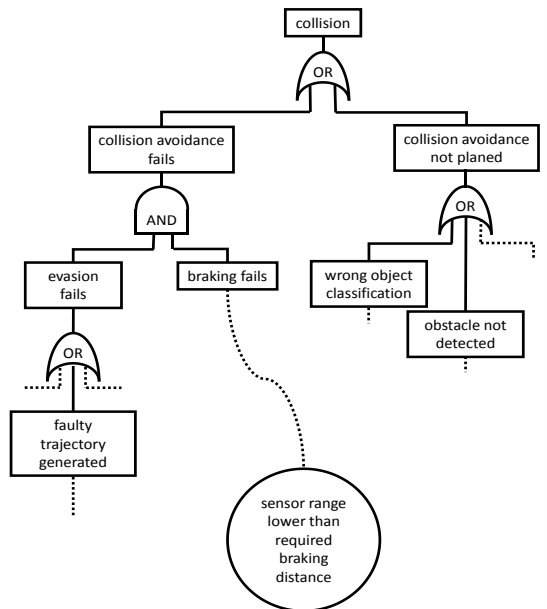 collision
OR
collision avoidance
fails
collision avoidance
not planed
AND
OR
evasion
fails
braking fails
wrong object
classification
obstacle not
detected
OR
faulty
trajectory
generated
sensor range
lower than
required
braking
distance